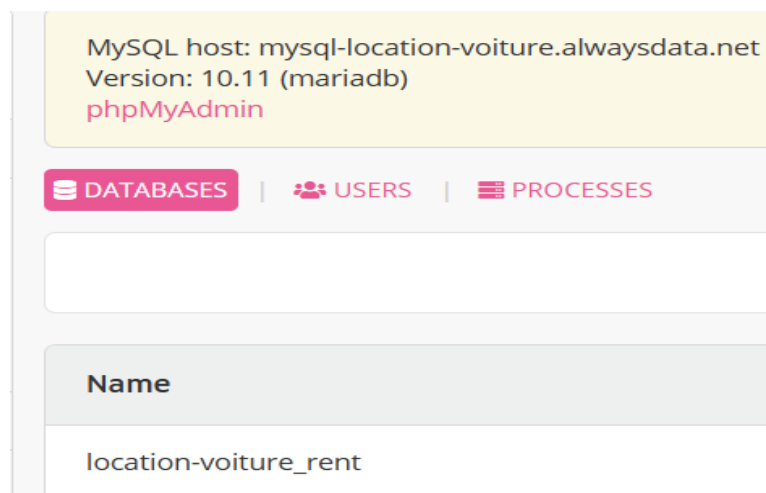 MySQL host: mysql-location-voiture.alwaysdata.net
Version: 10.11 (mariadb)
phpMyAdmin
DATABASES | USERS | PROCESSES
Name
location-voiture_rent